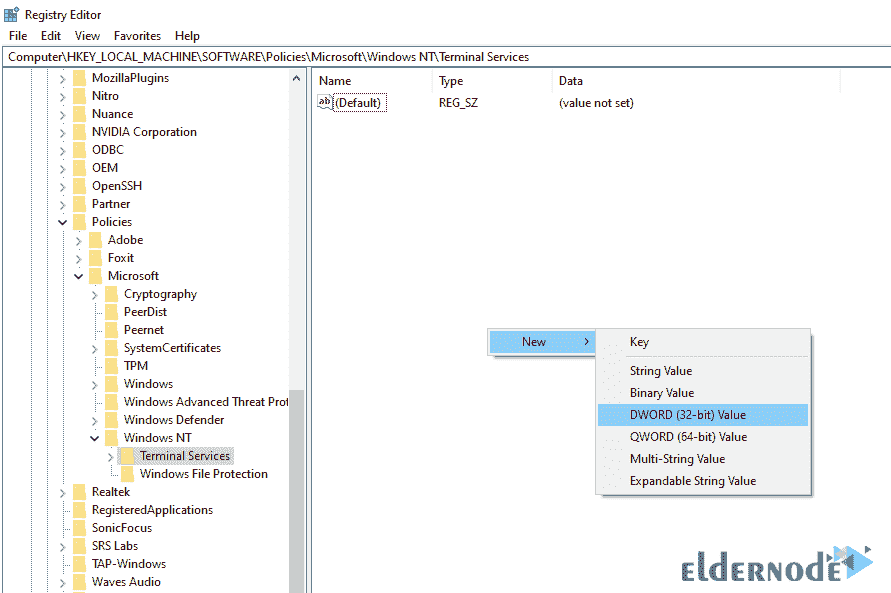 Registry Editor
File Edit View Favorites Help
Computer\HKEY_LOCAL_MACHINE\SOFTWARE\Policies\Microsoft\Windows NT\Terminal Services
MozillaPlugins
Nitro
Nuance
NVIDIA Corporation
ODBC
OEM
OpenSSH
Partner
Policies
Adobe
Foxit
Microsoft
Cryptography
PeerDist
Peernet
SystemCertificates
TPM
Windows
Windows Advanced Threat Prot
Windows Defender
Windows NT
Terminal Services
Windows File Protection
Realtek
RegisteredApplications
SonicFocus
SRS Labs
TAP-Windows
Waves Audio
Name Type Data
ab (Default) REG_SZ (value not set)
New
Key
String Value
Binary Value
DWORD (32-bit) Value
QWORD (64-bit) Value
Multi-String Value
Expandable String Value
eldernode